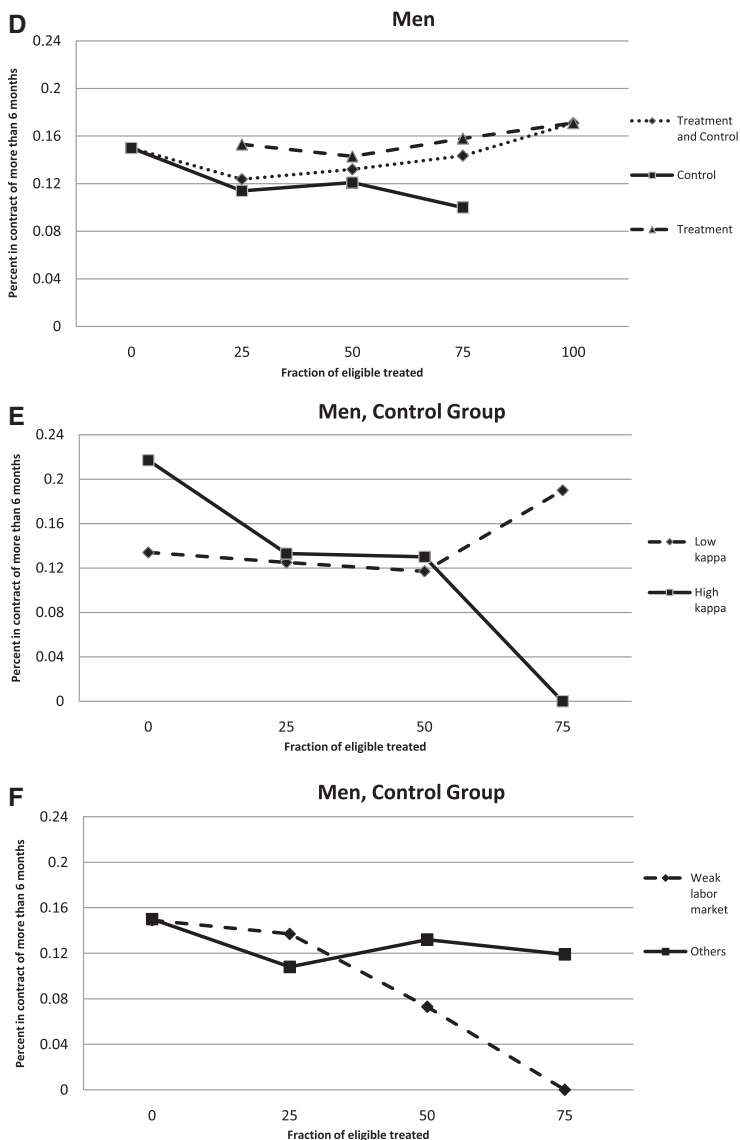 D
Men
0.24
0.2
0.16
0.12
0.08
0.04
0
Percent in contract of more than 6 months
0 25 50 75 100
Fraction of eligible treated
Treatment
and Control
Control
Treatment
E
Men, Control Group
0.24
0.2
0.16
0.12
0.08
0.04
0
Percent in contract of more than 6 months
0 25 50 75
Fraction of eligible treated
Low
kappa
High
kappa
F
Men, Control Group
0.24
0.2
0.16
0.12
0.08
0.04
0
Percent in contract of more than 6 months
0 25 50 75
Fraction of eligible treated
Weak
labor
market
Others